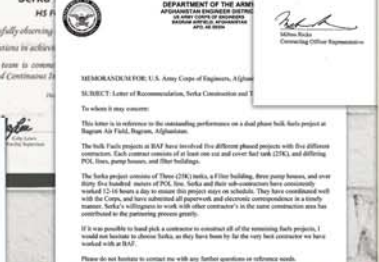 HS F
fully observing
tions in achievi
team is comme
d Continuous I
DEPARTMENT OF THE ARMY
AFGHANISTAN ENGINEER DISTRICT
US ARMY CORPS OF ENGINEERS
BAGRAM AIRFIELD, AFGHANISTAN
APO, AE 09354
Contracting Officer Representative
MEMORANDUM FOR: U.S. Army Corps of Engineers, Afghan
SUBJECT: Letter of Recommendation, Serka Construction and T
To whom it may concern:
This letter is in reference to the outstanding performance on a dual phase bulk fuels project at
Bagram Air Field, Bagram, Afghanistan.
The bulk Fuels projects at BAF have involved five different phased projects with five different
contractors. Each contract consists of at least one cut and cover fuel tank (25K), and differing
POL lines, pump houses, and filter buildings.
The Serka project consists of Three (25K) tanks, a Filter building, three pump houses, and over
thirty five hundred meters of POL line. Serka and their sub-contractors have consistently
worked 12-16 hours a day to ensure this project stays on schedule. They have coordinated well
with the Corps, and have submitted all paperwork and electronic correspondence in a timely
manner. Serka's willingness to work with other contractor's in the same construction area has
contributed to the partnering process greatly.
If it was possible to hand pick a contractor to construct all of the remaining fuels projects, I
would not hesitate to choose Serka, as they have been by far the very best contractor we have
worked with at BAF.
Please do not hesitate to contact me with any further questions or reference needs.